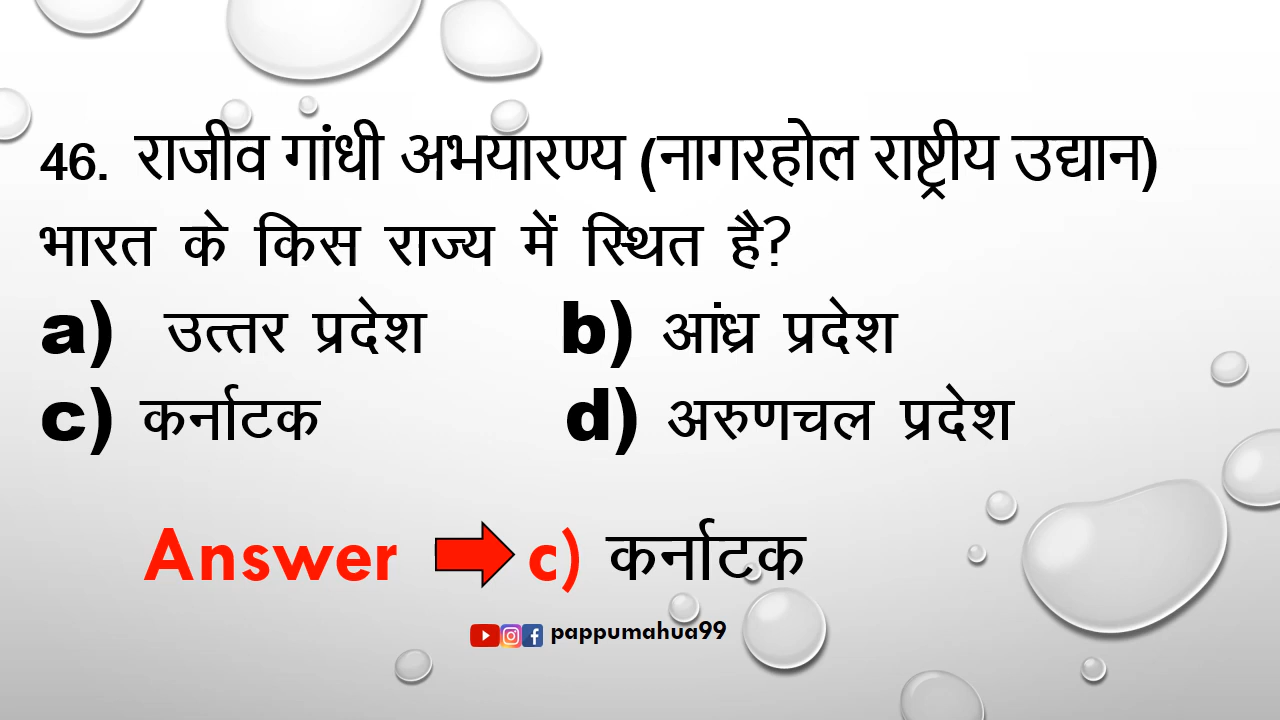 46. राजीव गांधी अभयारण्य (नागरहोल राष्ट्रीय उद्यान)
भारत के किस राज्य में स्थित है?
a) उत्तर प्रदेश b) आंध्र प्रदेश
c) कर्नाटक d) अरुणचल प्रदेश
Answer c) कर्नाटक
pappumahua99